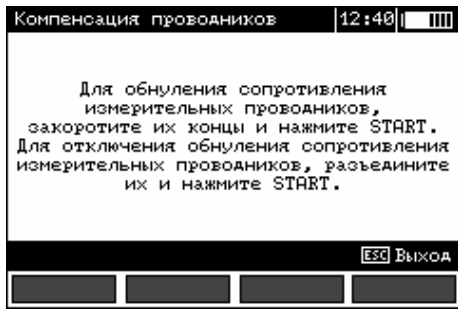 Компенсация проводников 12:40
Для обнуления сопротивления
измерительных проводников,
закоротите их концы и нажмите START.
Для отключения обнуления сопротивления
измерительных проводников, разъедините
их и нажмите START.
ESC Выход